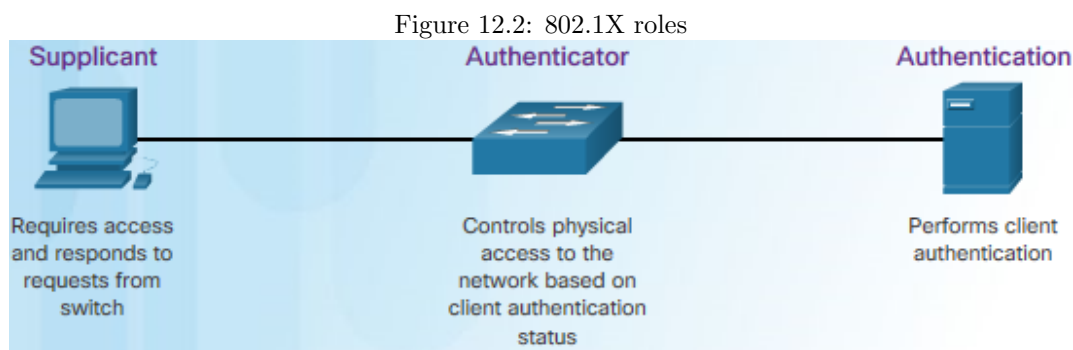 Figure 12.2: 802.1X roles
Supplicant
Authenticator
Authentication
Requires access
and responds to
requests from
switch
Controls physical
access to the
network based on
client authentication
status
Performs client
authentication